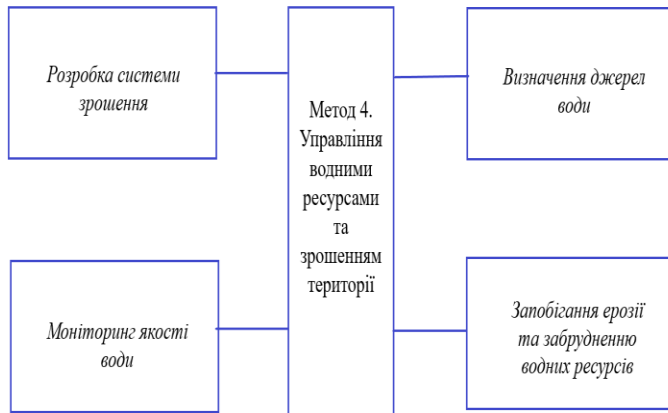 Розробка системи
зрошення
Метод 4.
Управління
водними
ресурсами
та
зрошенням
території
Визначення джерел
води
Моніторинг якості
води
Запобігання ерозії
та забрудненню
водних ресурсів